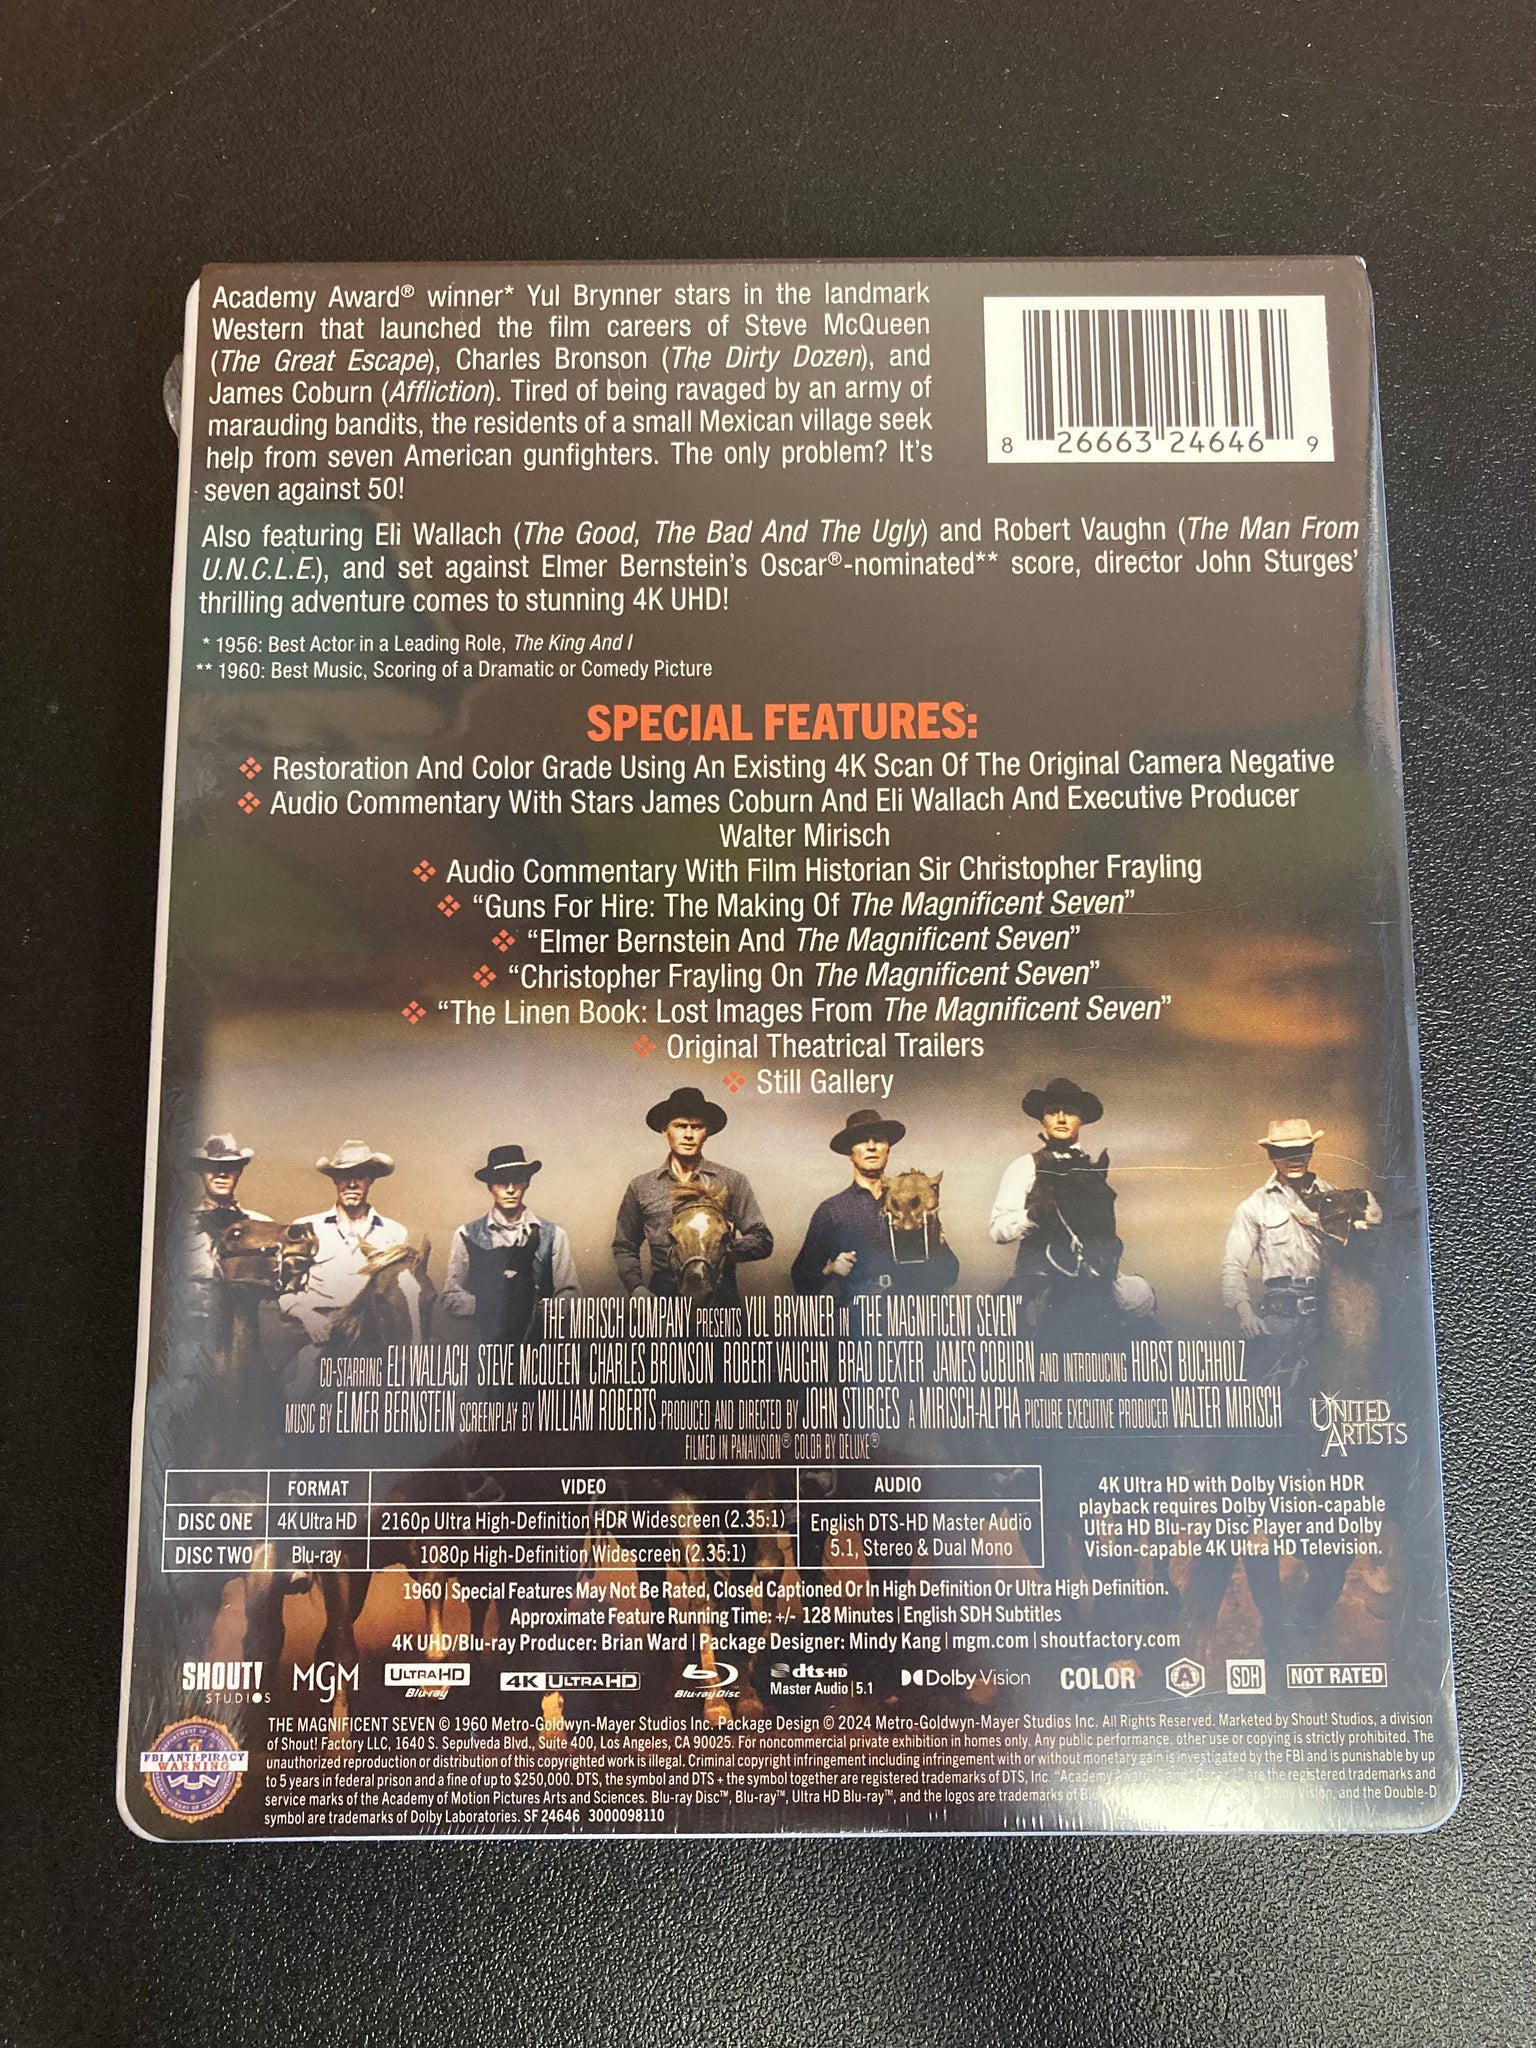 Academy Award® winner* Yul Brynner stars in the landmark
Western that launched the film careers of Steve McQueen
(The Great Escape), Charles Bronson (The Dirty Dozen), and
James Coburn (Affliction). Tired of being ravaged by an army of
marauding bandits, the residents of a small Mexican village seek
help from seven American gunfighters. The only problem? It's
seven against 50!
8 26663 24646 9
Also featuring Eli Wallach (The Good, The Bad And The Ugly) and Robert Vaughn (The Man From
U.N.C.L.E.), and set against Elmer Bernstein's Oscar®-nominated** score, director John Sturges'
thrilling adventure comes to stunning 4K UHD!
* 1956: Best Actor in a Leading Role, The King And I
** 1960: Best Music, Scoring of a Dramatic or Comedy Picture
SPECIAL FEATURES:
❖ Restoration And Color Grade Using An Existing 4K Scan Of The Original Camera Negative
❖ Audio Commentary With Stars James Coburn And Eli Wallach And Executive Producer
Walter Mirisch
❖ Audio Commentary With Film Historian Sir Christopher Frayling
❖ "Guns For Hire: The Making Of The Magnificent Seven"
❖ "Elmer Bernstein And The Magnificent Seven"
❖ "Christopher Frayling On The Magnificent Seven"
❖ "The Linen Book: Lost Images From The Magnificent Seven"
❖ Original Theatrical Trailers
❖ Still Gallery
THE MIRISCH COMPANY PRESENTS YUL BRYNNER IN "THE MAGNIFICENT SEVEN"
CO-STARRING ELI WALLACH STEVE McQUEEN CHARLES BRONSON ROBERT VAUGHN BRAD DEXTER JAMES COBURN AND INTRODUCING HORST BUCHHOLZ
MUSIC BY ELMER BERNSTEIN SCREENPLAY BY WILLIAM ROBERTS PRODUCED AND DIRECTED BY JOHN STURGES A MIRISCH-ALPHA PICTURE EXECUTIVE PRODUCER WALTER MIRISCH
FILMED IN PANAVISION® COLOR BY DELUXE®
UNITED
ARTISTS
FORMAT VIDEO AUDIO
DISC ONE 4K Ultra HD 2160p Ultra High-Definition HDR Widescreen (2.35:1)
DISC TWO Blu-ray 1080p High-Definition Widescreen (2.35:1)
English DTS-HD Master Audio
5.1, Stereo & Dual Mono
4K Ultra HD with Dolby Vision HDR
playback requires Dolby Vision-capable
Ultra HD Blu-ray Disc Player and Dolby
Vision-capable 4K Ultra HD Television.
1960 | Special Features May Not Be Rated, Closed Captioned Or In High Definition Or Ultra High Definition.
Approximate Feature Running Time: +/- 128 Minutes | English SDH Subtitles
4K UHD/Blu-ray Producer: Brian Ward | Package Designer: Mindy Kang | mgm.com | shoutfactory.com
SHOUT! STUDIOS MGM ULTRA HD Blu-ray 4K ULTRA HD Blu-ray Disc dts-HD Master Audio | 5.1 Dolby Vision COLOR A SDH NOT RATED
FBI ANTI-PIRACY
WARNING
THE MAGNIFICENT SEVEN © 1960 Metro-Goldwyn-Mayer Studios Inc. Package Design © 2024 Metro-Goldwyn-Mayer Studios Inc. All Rights Reserved. Marketed by Shout! Studios, a division
of Shout! Factory LLC, 1640 S. Sepulveda Blvd., Suite 400, Los Angeles, CA 90025. For noncommercial private exhibition in homes only. Any public performance, other use or copying is strictly prohibited. The
unauthorized reproduction or distribution of this copyrighted work is illegal. Criminal copyright infringement including infringement with or without monetary gain is investigated by the FBI and is punishable by up
to 5 years in federal prison and a fine of up to $250,000. DTS, the symbol and DTS + the symbol together are registered trademarks of DTS, Inc. "Academy Award®" and "Oscar®" are the registered trademarks and
service marks of the Academy of Motion Pictures Arts and Sciences. Blu-ray Disc™, Blu-ray™, Ultra HD Blu-ray™, and the logos are trademarks of Dolby Vision, and the Double-D
symbol are trademarks of Dolby Laboratories. SF 24646 3000098110